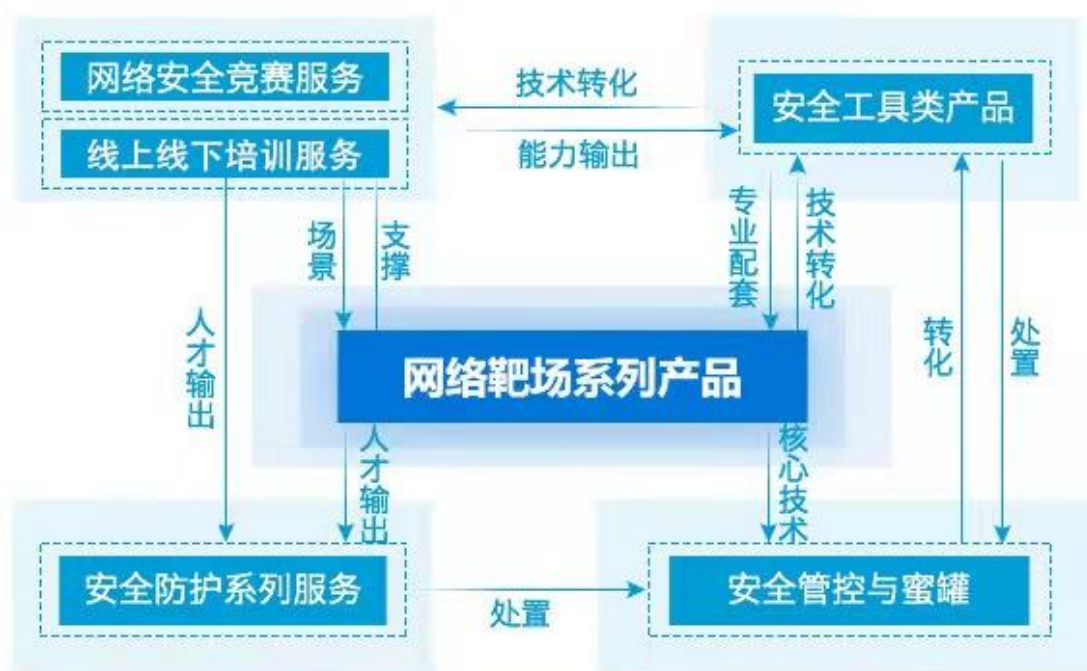 网络安全竞赛服务
线上线下培训服务
技术转化
能力输出
安全工具类产品
场景
支撑
专业配套
技术转化
人才输出
转化
处置
网络靶场系列产品
人才输出
核心技术
安全防护系列服务
处置
安全管控与蜜罐